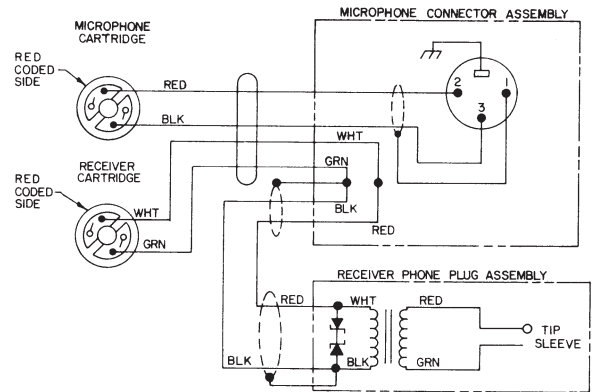 MICROPHONE CONNECTOR ASSEMBLY
MICROPHONE
CARTRIDGE
RED
CODED
SIDE
RED
2
1
3
BLK
WHT
RECEIVER
CARTRIDGE
GRN
RED
CODED
SIDE
WHT
BLK
RED
GRN
RECEIVER PHONE PLUG ASSEMBLY
RED
WHT
RED
TIP
SLEEVE
BLK
BLK
GRN